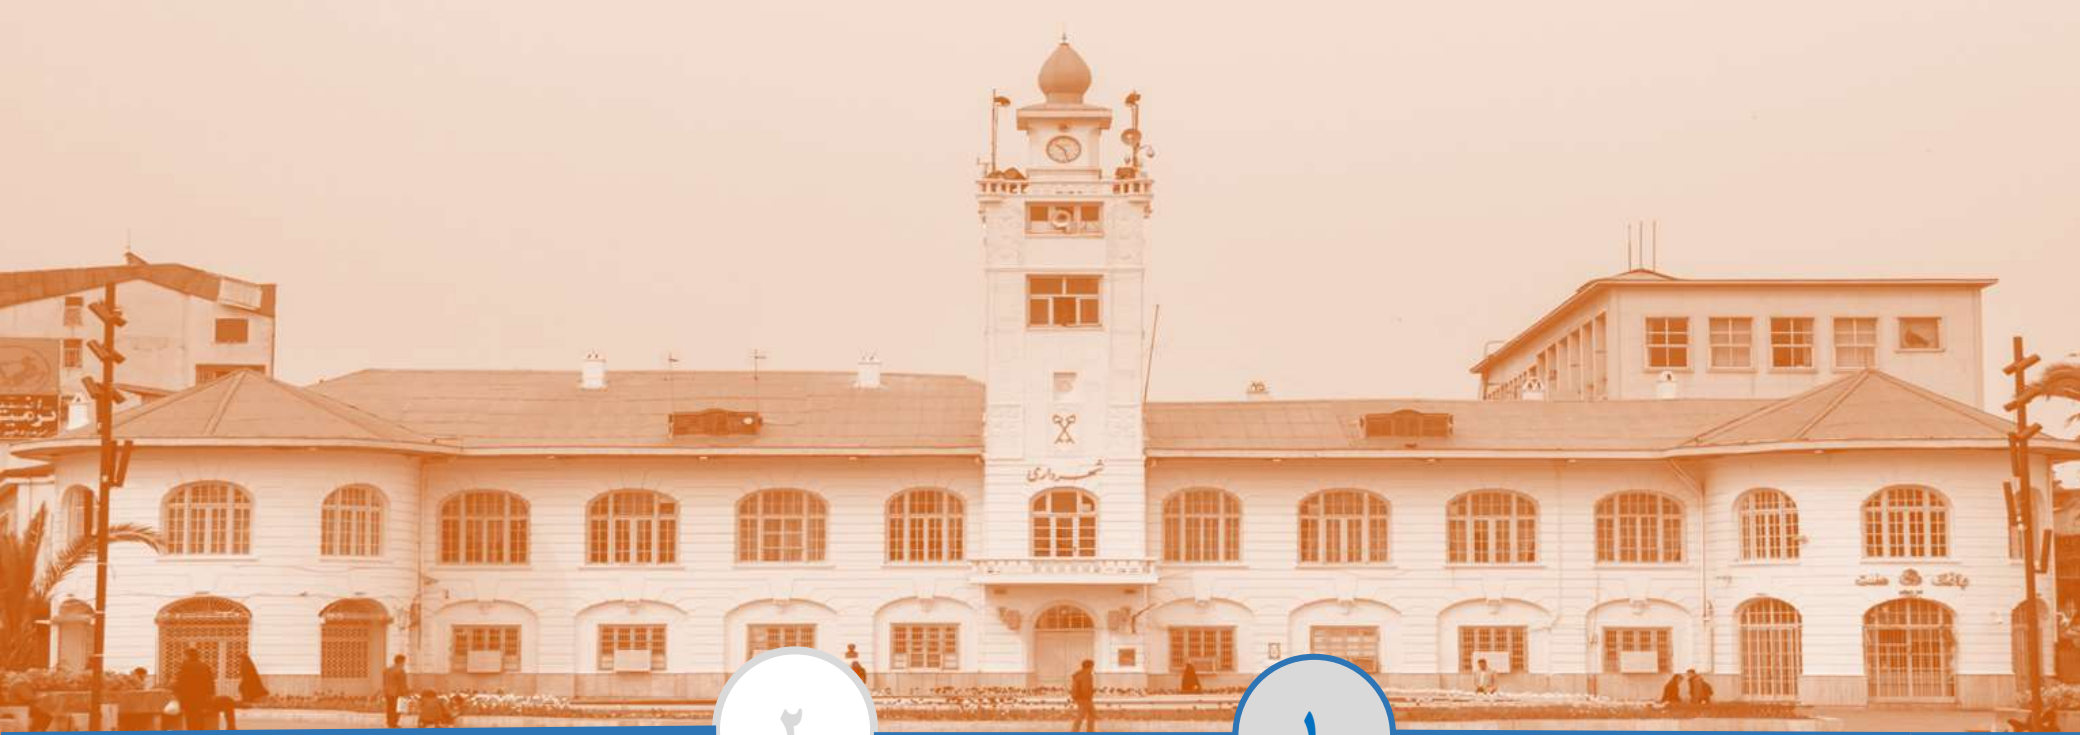 شهرداری
بانک ملت
۱
۲